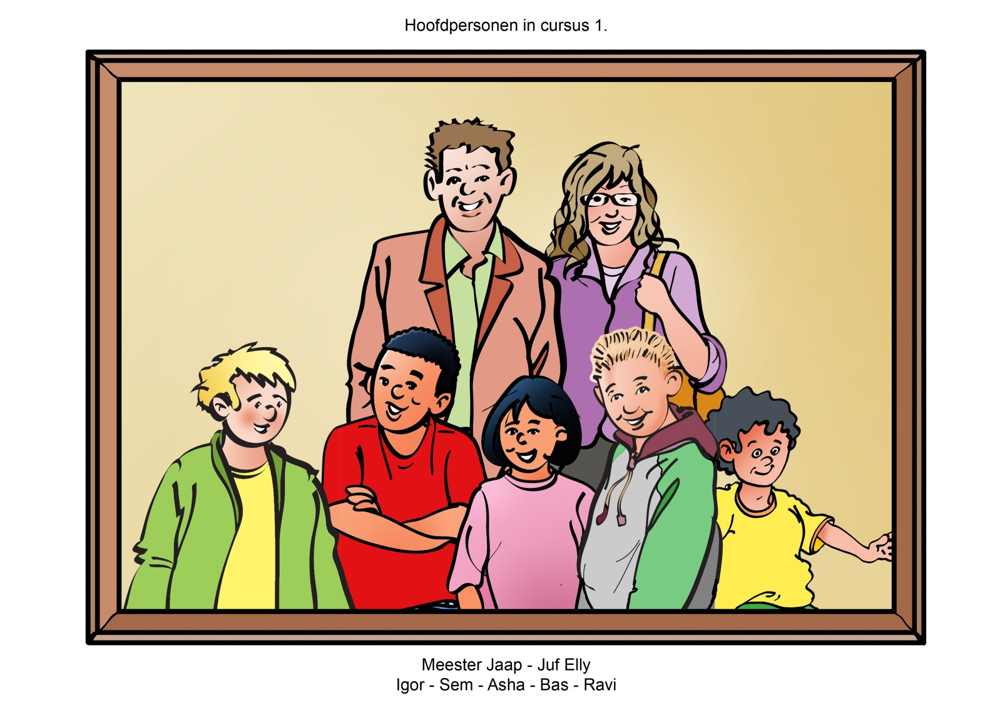 Hoofdpersonen in cursus 1.
Meester Jaap - Juf Elly
Igor - Sem - Asha - Bas - Ravi